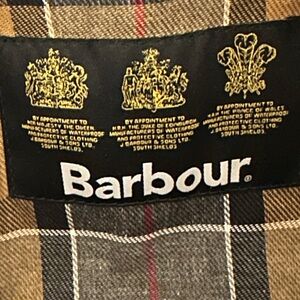 BY APPOINTMENT TO
HER MAJESTY THE QUEEN
MANUFACTURERS OF WATERPROOF
AND PROTECTIVE CLOTHING
J. BARBOUR & SONS LTD.
SOUTH SHIELDS
BY APPOINTMENT TO
H.R.H. THE DUKE OF EDINBURGH
MANUFACTURERS OF WATERPROOF
AND PROTECTIVE CLOTHING
J. BARBOUR & SONS LTD.
SOUTH SHIELDS
BY APPOINTMENT TO
H.R.H. THE PRINCE OF WALES
MANUFACTURERS OF WATERPROOF
AND PROTECTIVE CLOTHING
J. BARBOUR & SONS LTD.
SOUTH SHIELDS
Barbour®